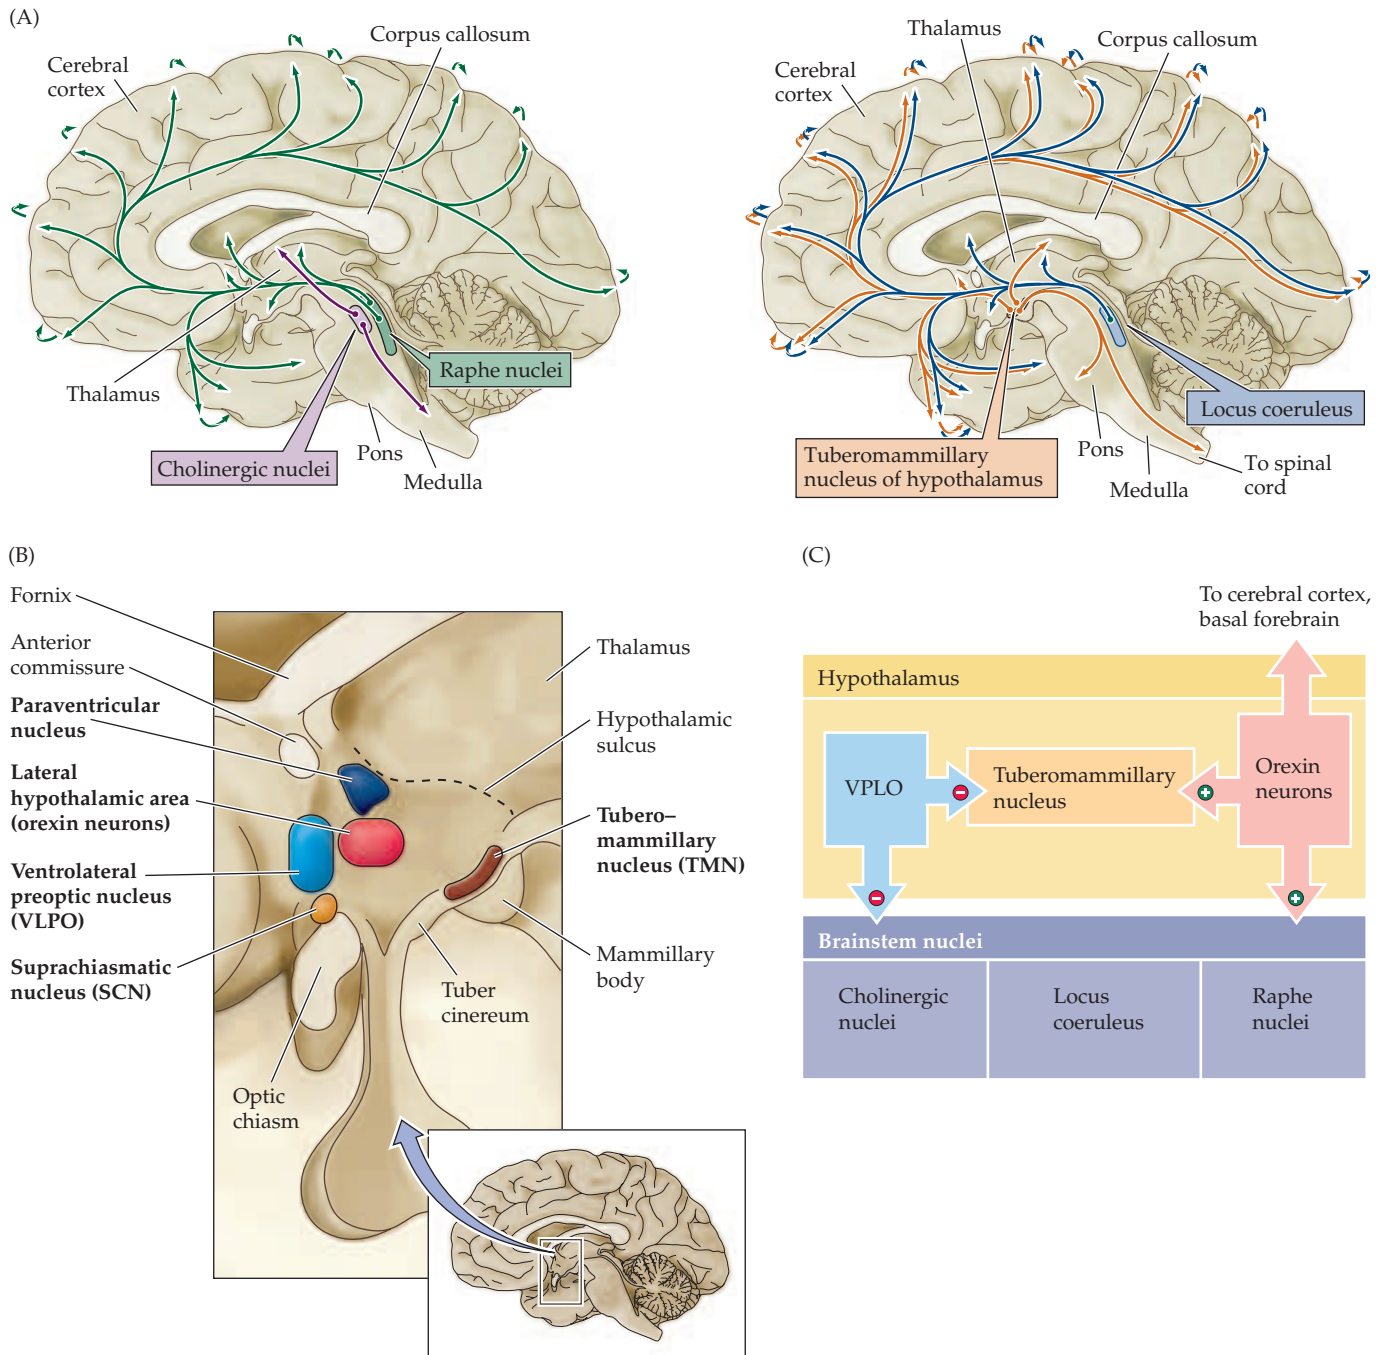 (A)
Cerebral
cortex
Corpus callosum
Thalamus
Cholinergic nuclei
Raphe nuclei
Pons
Medulla
Thalamus
Corpus callosum
Cerebral
cortex
Locus coeruleus
Tuberomammillary
nucleus of hypothalamus
Pons
Medulla
To spinal
cord
(B)
Fornix
Anterior
commissure
Paraventricular
nucleus
Lateral
hypothalamic area
(orexin neurons)
Ventrolateral
preoptic nucleus
(VLPO)
Suprachiasmatic
nucleus (SCN)
Optic
chiasm
Tuber
cinereum
Thalamus
Hypothalamic
sulcus
Tubero–
mammillary
nucleus (TMN)
Mammillary
body
(C)
To cerebral cortex,
basal forebrain
Hypothalamus
VPLO
−
Tuberomammillary
nucleus
+
Orexin
neurons
−
+
Brainstem nuclei
Cholinergic
nuclei
Locus
coeruleus
Raphe
nuclei